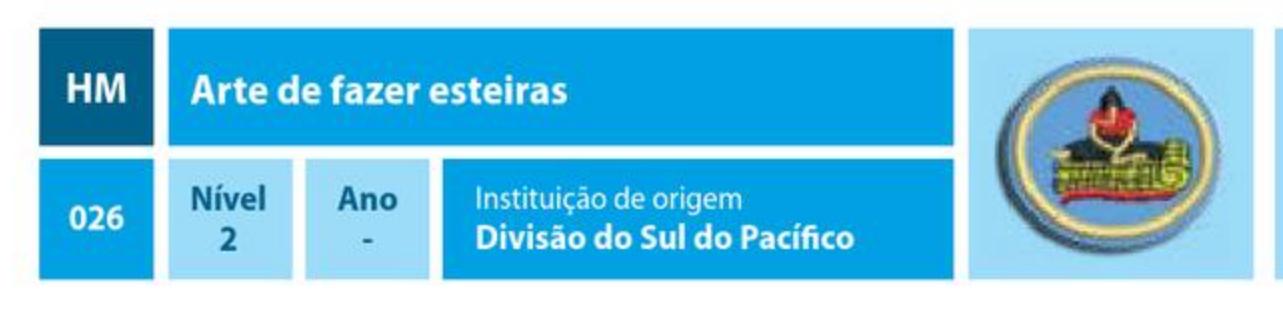 HM
Arte de fazer esteiras
026
Nível
2
Ano
-
Instituição de origem
Divisão do Sul do Pacífico